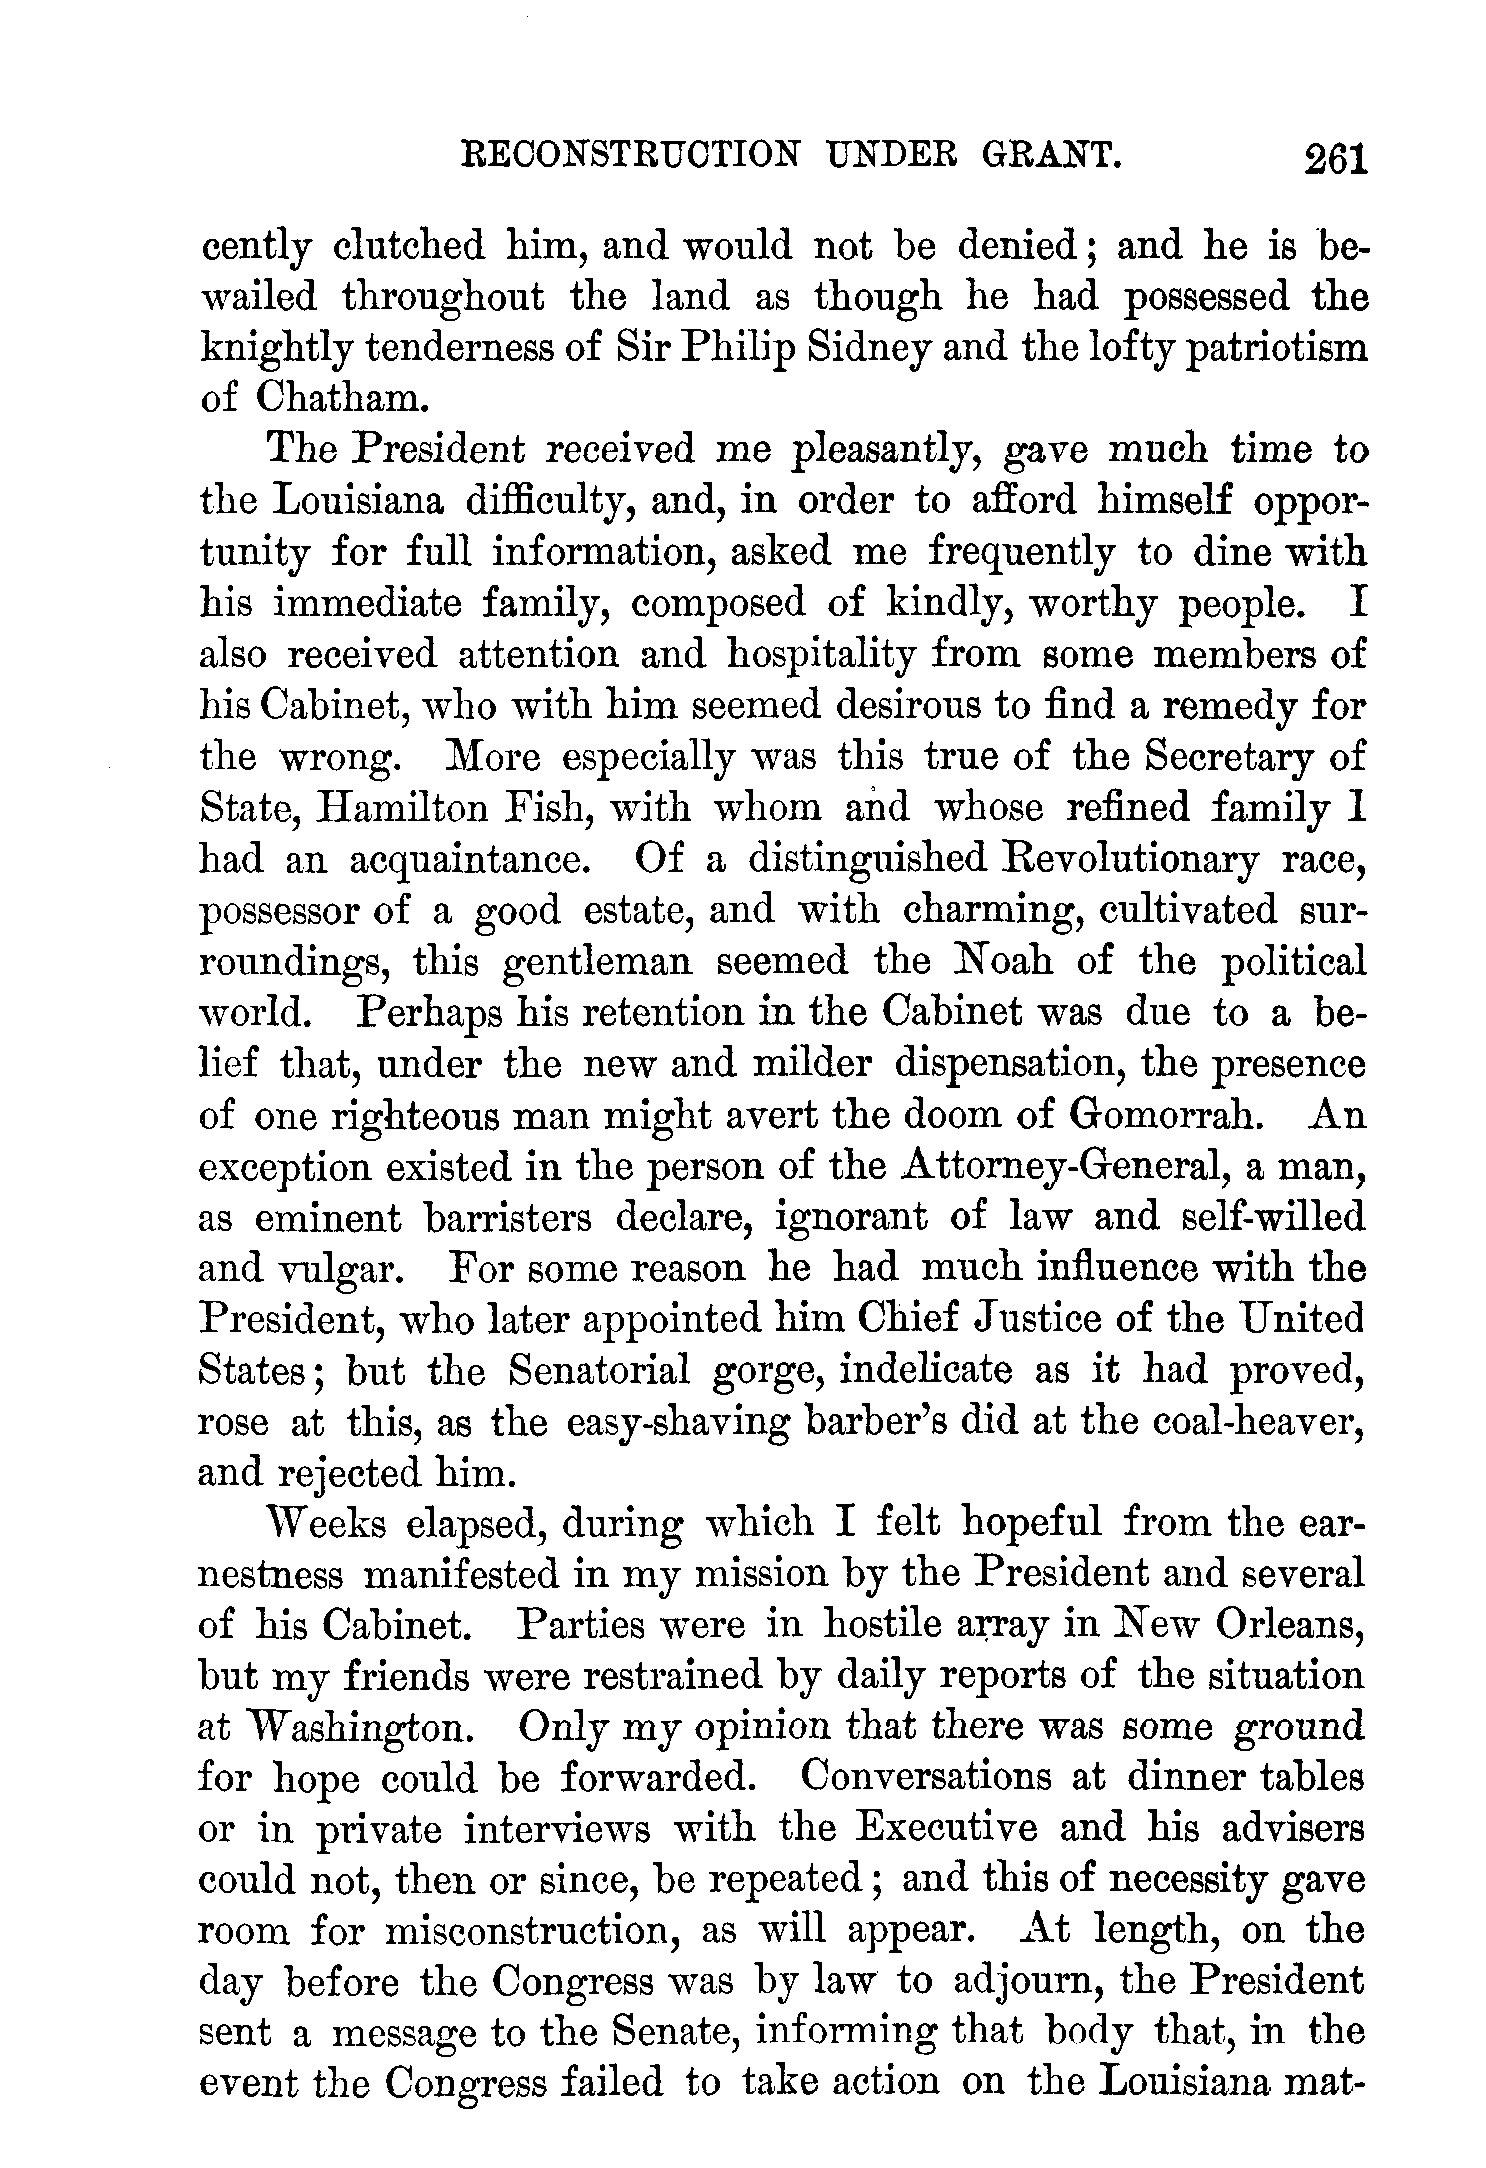 RECONSTRUCTION UNDER GRANT. 261
cently clutched him, and would not be denied; and he is be-
wailed throughout the land as though he had possessed the
knightly tenderness of Sir Philip Sidney and the lofty patriotism
of Chatham.
The President received me pleasantly, gave much time to
the Louisiana difficulty, and, in order to afford himself oppor-
tunity for full information, asked me frequently to dine with
his immediate family, composed of kindly, worthy people. I
also received attention and hospitality from some members of
his Cabinet, who with him seemed desirous to find a remedy for
the wrong. More especially was this true of the Secretary of
State, Hamilton Fish, with whom and whose refined family I
had an acquaintance. Of a distinguished Revolutionary race,
possessor of a good estate, and with charming, cultivated sur-
roundings, this gentleman seemed the Noah of the political
world. Perhaps his retention in the Cabinet was due to a be-
lief that, under the new and milder dispensation, the presence
of one righteous man might avert the doom of Gomorrah. An
exception existed in the person of the Attorney-General, a man,
as eminent barristers declare, ignorant of law and self-willed
and vulgar. For some reason he had much influence with the
President, who later appointed him Chief Justice of the United
States; but the Senatorial gorge, indelicate as it had proved,
rose at this, as the easy-shaving barber's did at the coal-heaver,
and rejected him.
Weeks elapsed, during which I felt hopeful from the ear-
nestness manifested in my mission by the President and several
of his Cabinet. Parties were in hostile array in New Orleans,
but my friends were restrained by daily reports of the situation
at Washington. Only my opinion that there was some ground
for hope could be forwarded. Conversations at dinner tables
or in private interviews with the Executive and his advisers
could not, then or since, be repeated; and this of necessity gave
room for misconstruction, as will appear. At length, on the
day before the Congress was by law to adjourn, the President
sent a message to the Senate, informing that body that, in the
event the Congress failed to take action on the Louisiana mat-